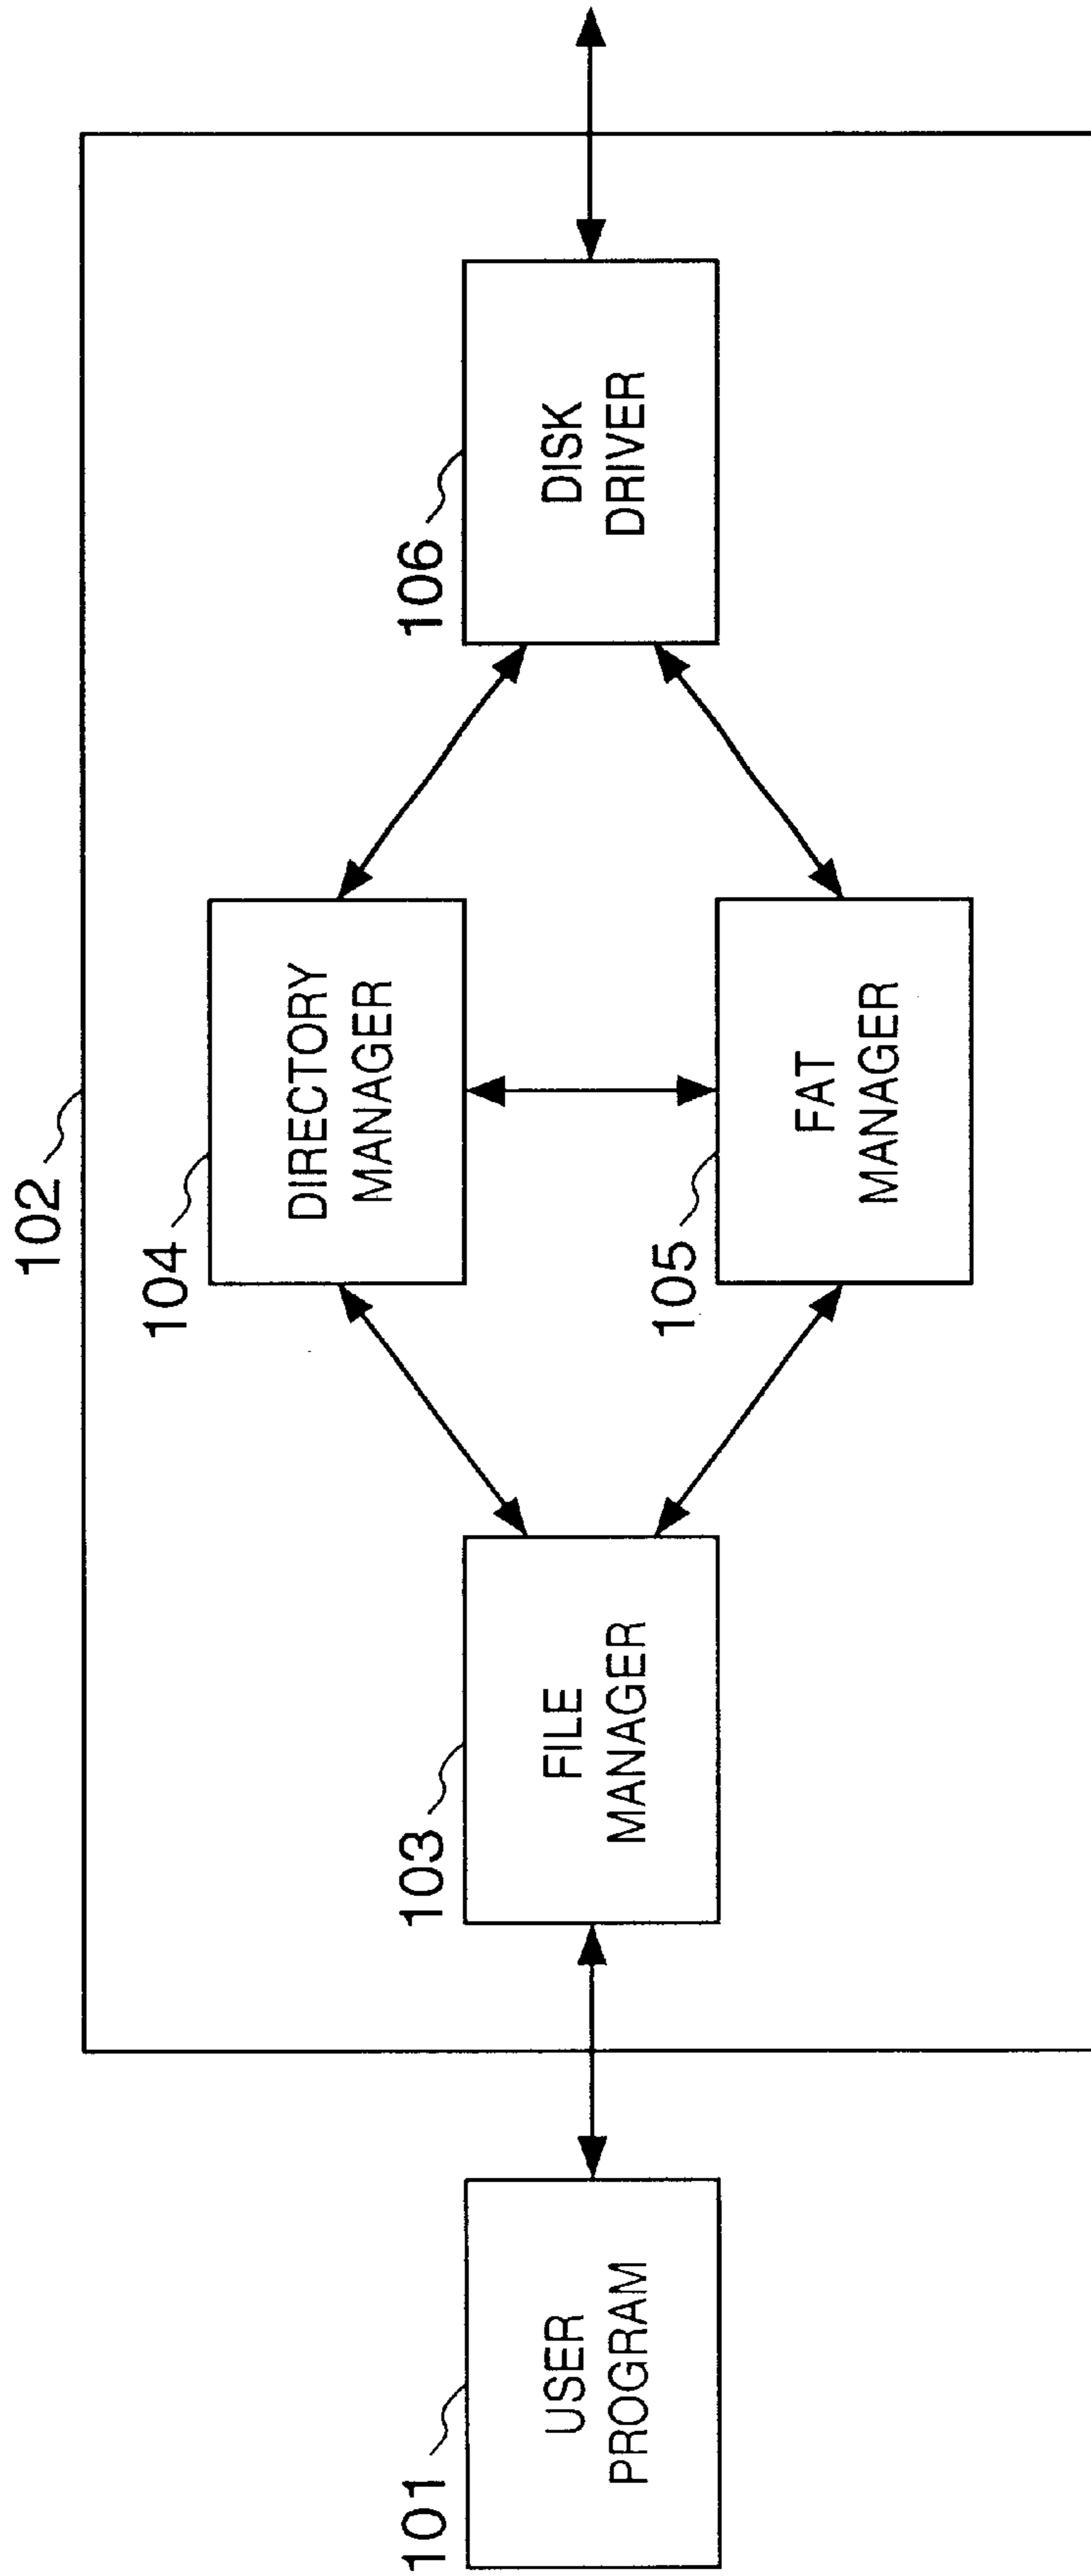 102
104
DIRECTORY
MANAGER
101
USER
PROGRAM
103
FILE
MANAGER
106
DISK
DRIVER
105
FAT
MANAGER